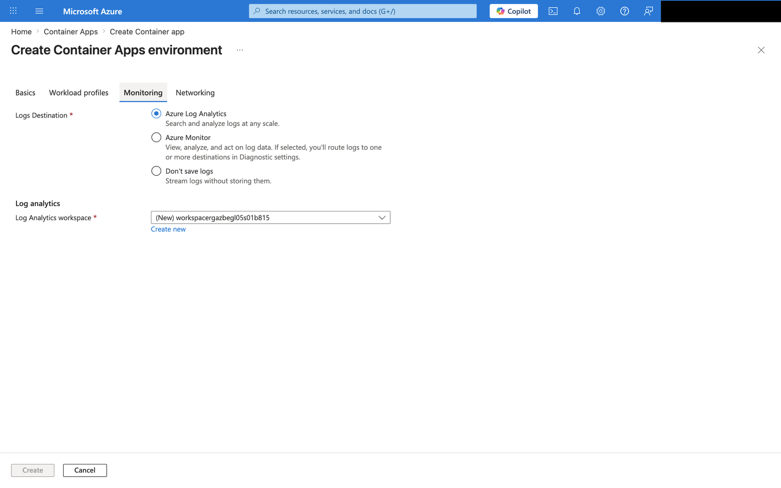 Microsoft Azure
Search resources, services, and docs (G+/)
Copilot
Home > Container Apps > Create Container app
Create Container Apps environment ...
Basics Workload profiles Monitoring Networking
Logs Destination *
Azure Log Analytics
Search and analyze logs at any scale.
Azure Monitor
View, analyze, and act on log data. If selected, you'll route logs to one
or more destinations in Diagnostic settings.
Don't save logs
Stream logs without storing them.
Log analytics
Log Analytics workspace *
(New) workspacergazbegl05s01b815
Create new
Create
Cancel